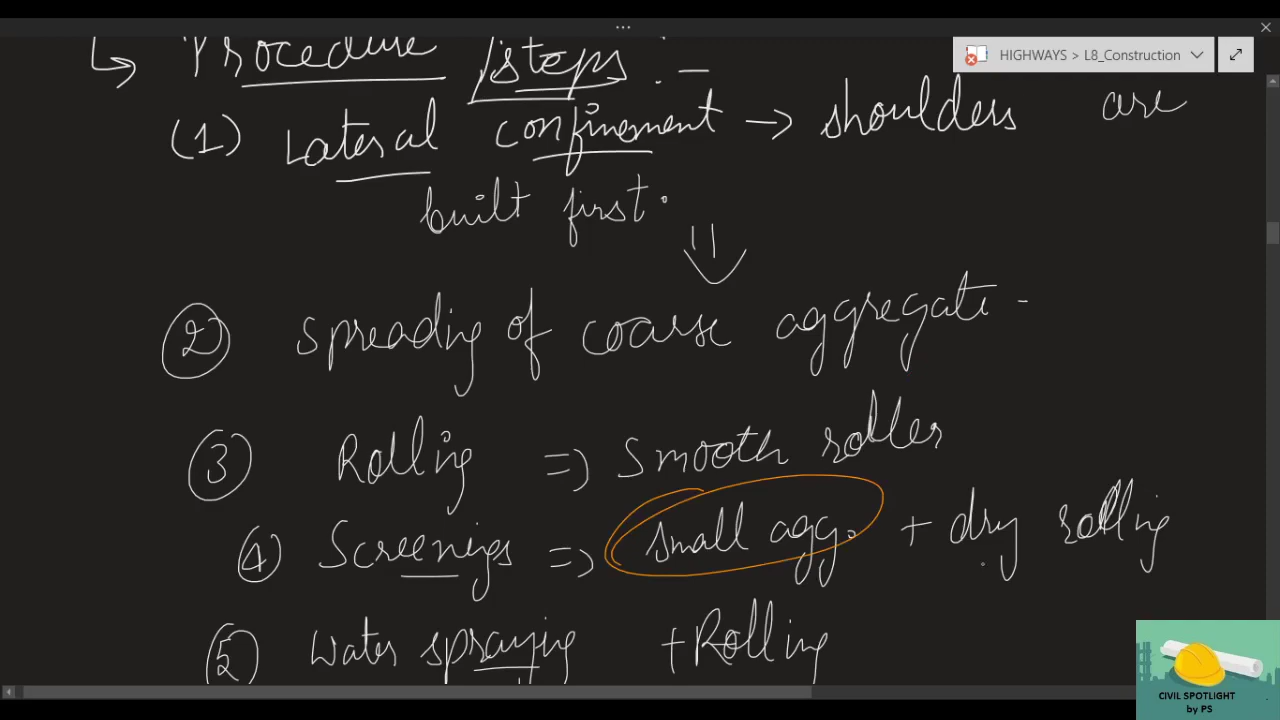 ...
HIGHWAYS > L8_Construction
↳ Procedure / steps : -
(1) Lateral confinement → shoulders are
built first.
② spreading of coarse aggregate -
③ Rolling => smooth roller
④ Screenings => small agg. + dry rolling
⑤ Water spraying + Rolling
CIVIL SPOTLIGHT
by PS